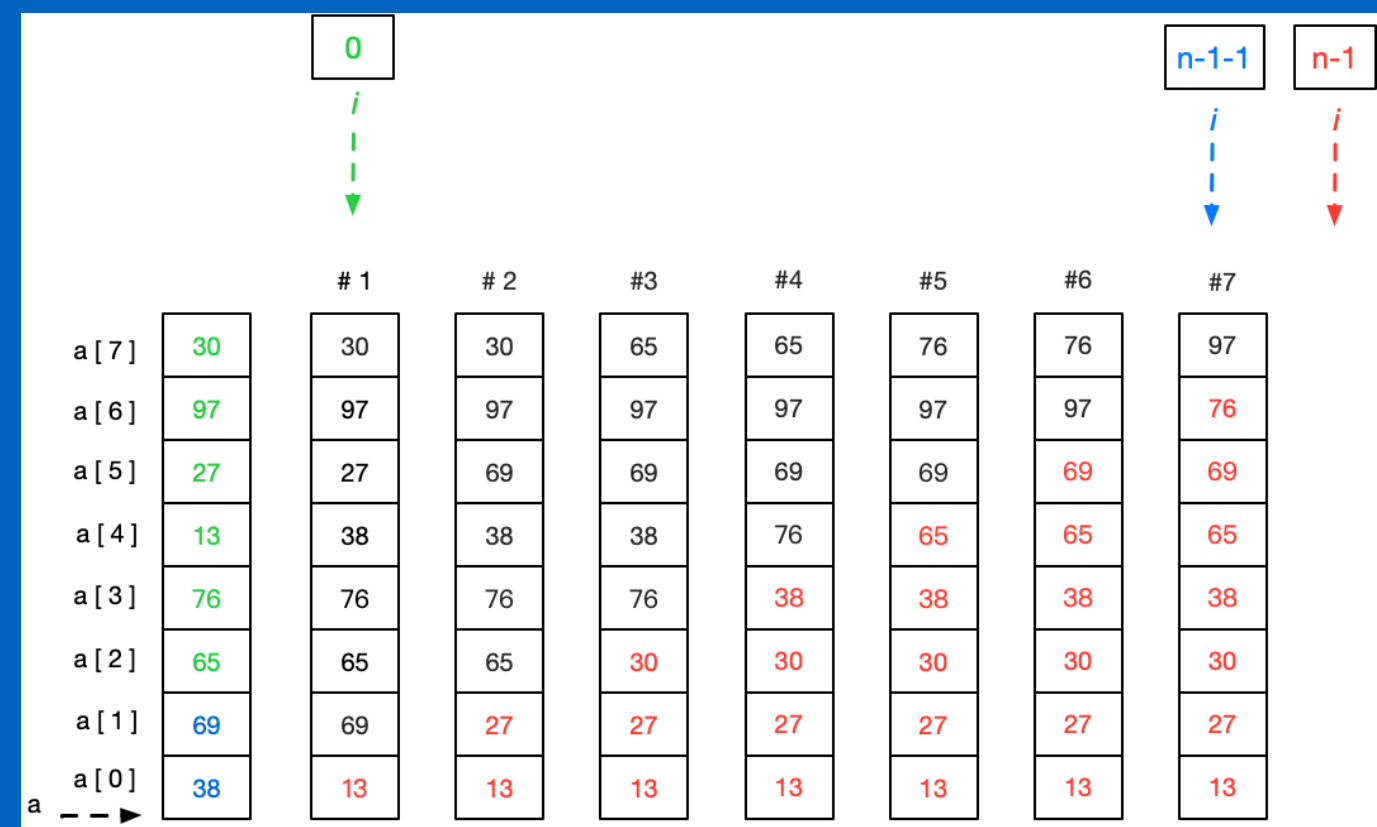 0 n-1-1 n-1
i i i
# 1 # 2 #3 #4 #5 #6 #7
a[7] 30 30 30 65 65 76 76 97
a[6] 97 97 97 97 97 97 97 76
a[5] 27 27 69 69 69 69 69 69
a[4] 13 38 38 38 76 65 65 65
a[3] 76 76 76 76 38 38 38 38
a[2] 65 65 65 30 30 30 30 30
a[1] 69 69 27 27 27 27 27 27
a[0] 38 13 13 13 13 13 13 13
a